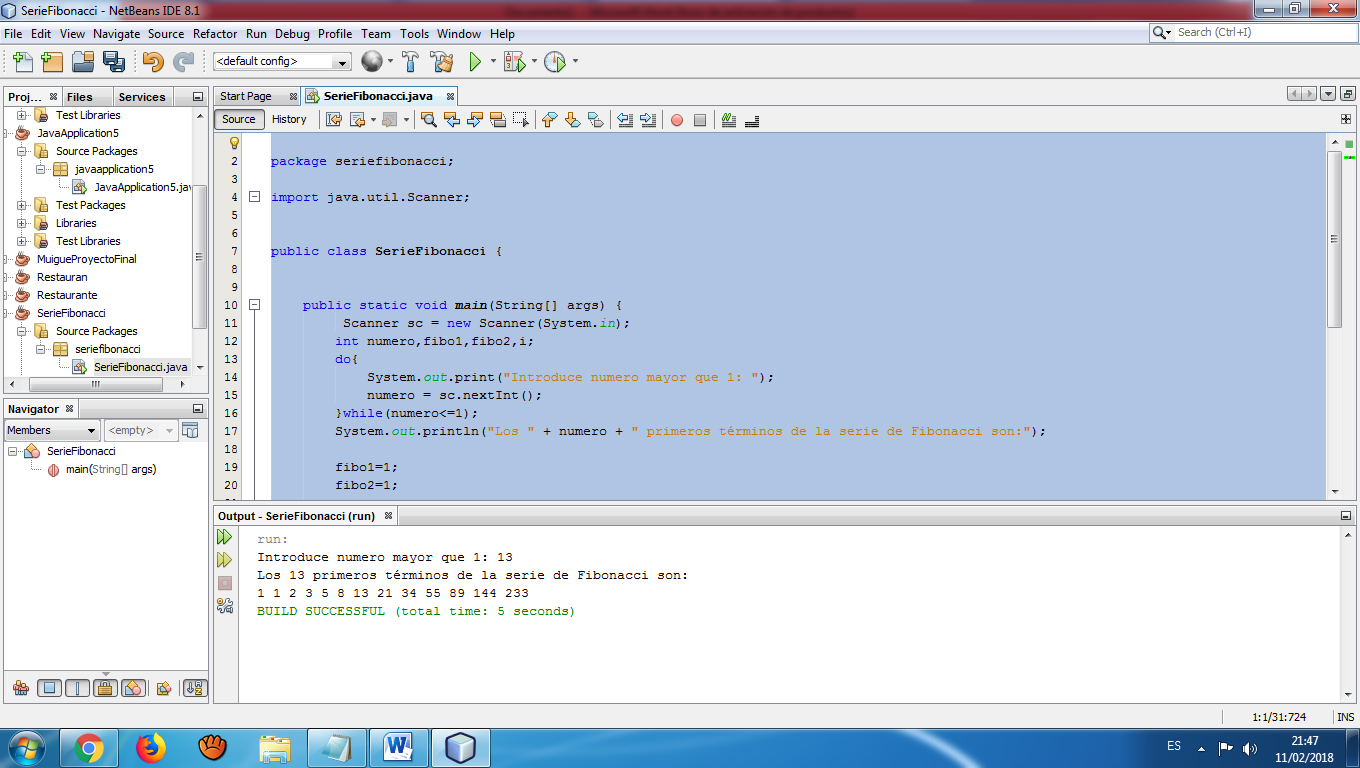 SerieFibonacci - NetBeans IDE 8.1
File Edit View Navigate Source Refactor Run Debug Profile Team Tools Window Help
Search (Ctrl+I)
<default config>
Proj... Files Services
Test Libraries
JavaApplication5
Source Packages
javaapplication5
JavaApplication5.jav
Test Packages
Libraries
Test Libraries
MuigueProyectoFinal
Restauran
Restaurante
SerieFibonacci
Source Packages
seriefibonacci
SerieFibonacci.java
Navigator
Members <empty>
SerieFibonacci
main(String[] args)
Start Page SerieFibonacci.java
Source History
2 package seriefibonacci;
3
4 import java.util.Scanner;
5
6
7 public class SerieFibonacci {
8
9
10 public static void main(String[] args) {
11 Scanner sc = new Scanner(System.in);
12 int numero,fibo1,fibo2,i;
13 do{
14 System.out.print("Introduce numero mayor que 1: ");
15 numero = sc.nextInt();
16 }while(numero<=1);
17 System.out.println("Los " + numero + " primeros términos de la serie de Fibonacci son:");
18
19 fibo1=1;
20 fibo2=1;
Output - SerieFibonacci (run)
run:
Introduce numero mayor que 1: 13
Los 13 primeros términos de la serie de Fibonacci son:
1 1 2 3 5 8 13 21 34 55 89 144 233
BUILD SUCCESSFUL (total time: 5 seconds)
1:1/31:724 INS
ES
21:47
11/02/2018